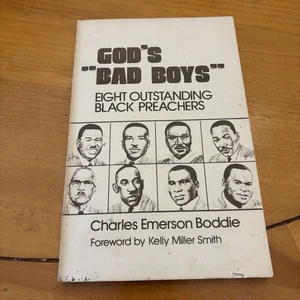 GOD'S
"BAD BOYS"
EIGHT OUTSTANDING
BLACK PREACHERS
Charles Emerson Boddie
Foreword by Kelly Miller Smith